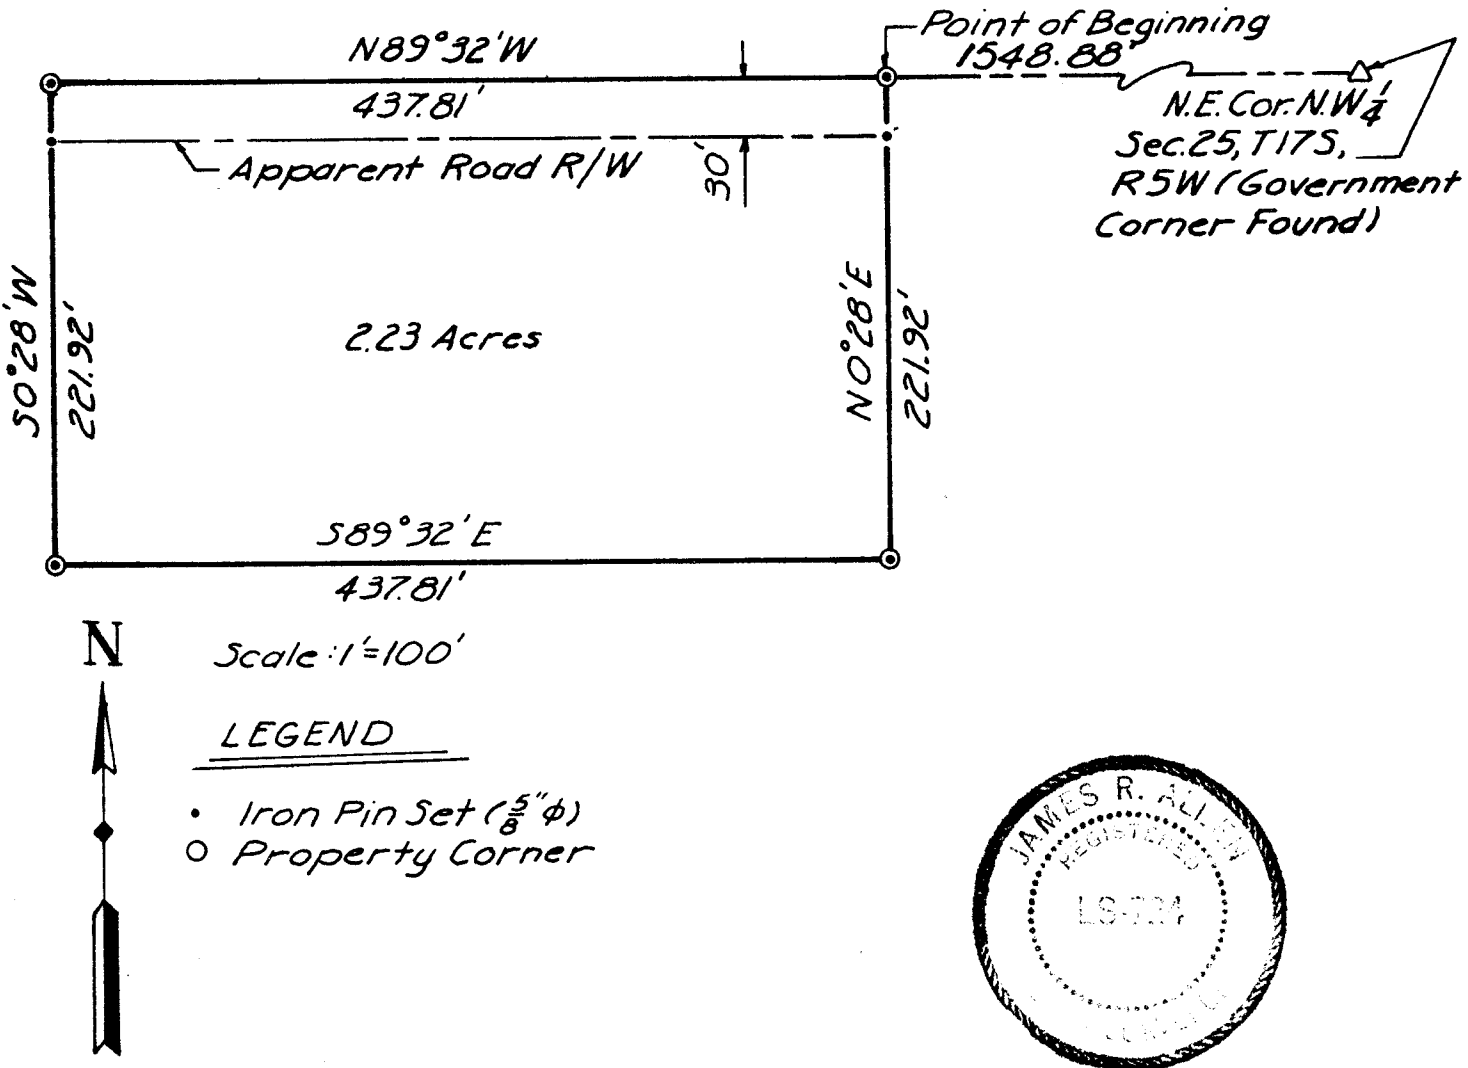 Point of Beginning
N89°32'W
1548.88'
437.81'
N.E. Cor. N.W ¼
Sec. 25, T17S,
R5W (Government
Corner Found)
Apparent Road R/W
30'
S0°28'W
221.92'
2.23 Acres
N0°28'E
221.92'
S89°32'E
437.81'
N
Scale: 1"=100'
LEGEND
• Iron Pin Set (5/8"ϕ)
○ Property Corner
JAMES R. ALLEN
REGISTERED